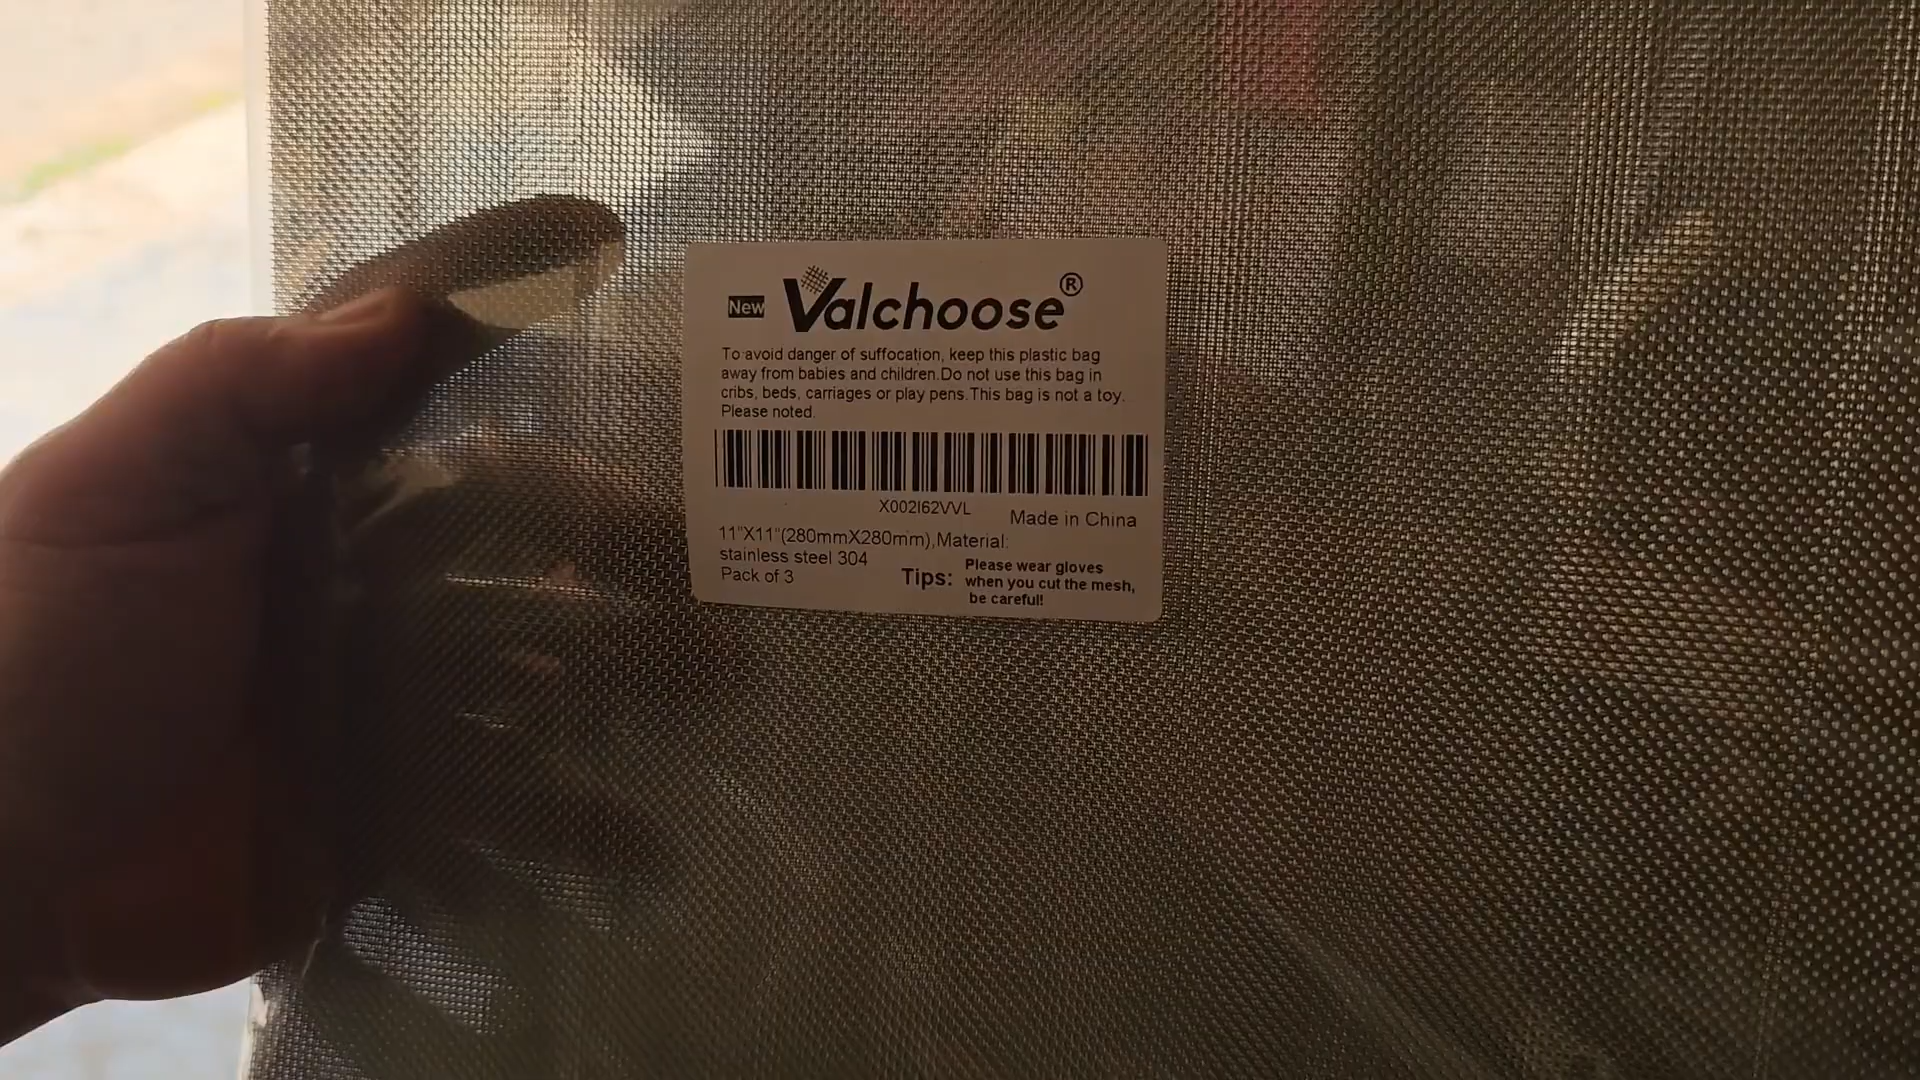 New Valchoose®
To avoid danger of suffocation, keep this plastic bag
away from babies and children.Do not use this bag in
cribs, beds, carriages or play pens.This bag is not a toy.
Please noted.
X002I62VVL
Made in China
11"X11"(280mmX280mm),Material:
stainless steel 304
Pack of 3
Tips: Please wear gloves
when you cut the mesh,
be careful!